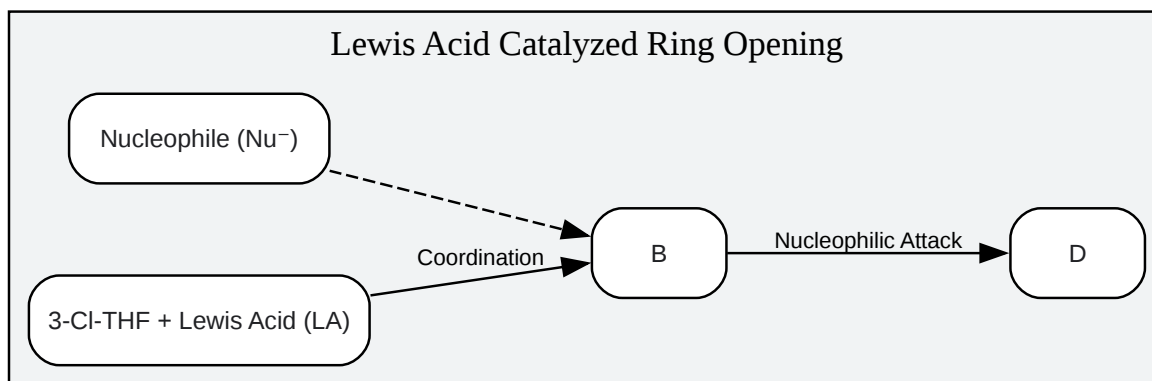 Lewis Acid Catalyzed Ring Opening
Nucleophile (Nu⁻)
Coordination
3-Cl-THF + Lewis Acid (LA)
B
Nucleophilic Attack
D